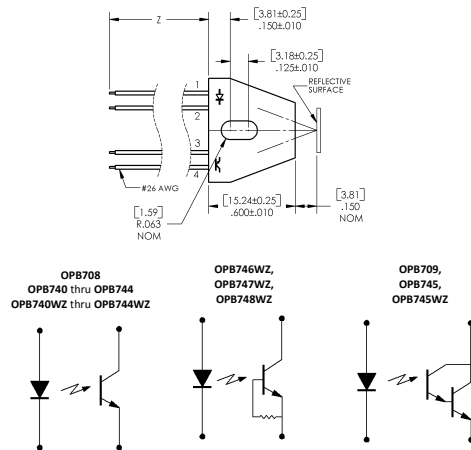 Z
[3.81±0.25]
.150±.010
[3.18±0.25]
.125±.010
REFLECTIVE
SURFACE
1
2
3
4
#26 AWG
[1.59]
R.063
NOM
[15.24±0.25]
.600±.010
[3.81]
.150
NOM
OPB708
OPB740 thru OPB744
OPB740WZ thru OPB744WZ
OPB746WZ,
OPB747WZ,
OPB748WZ
OPB709,
OPB745,
OPB745WZ